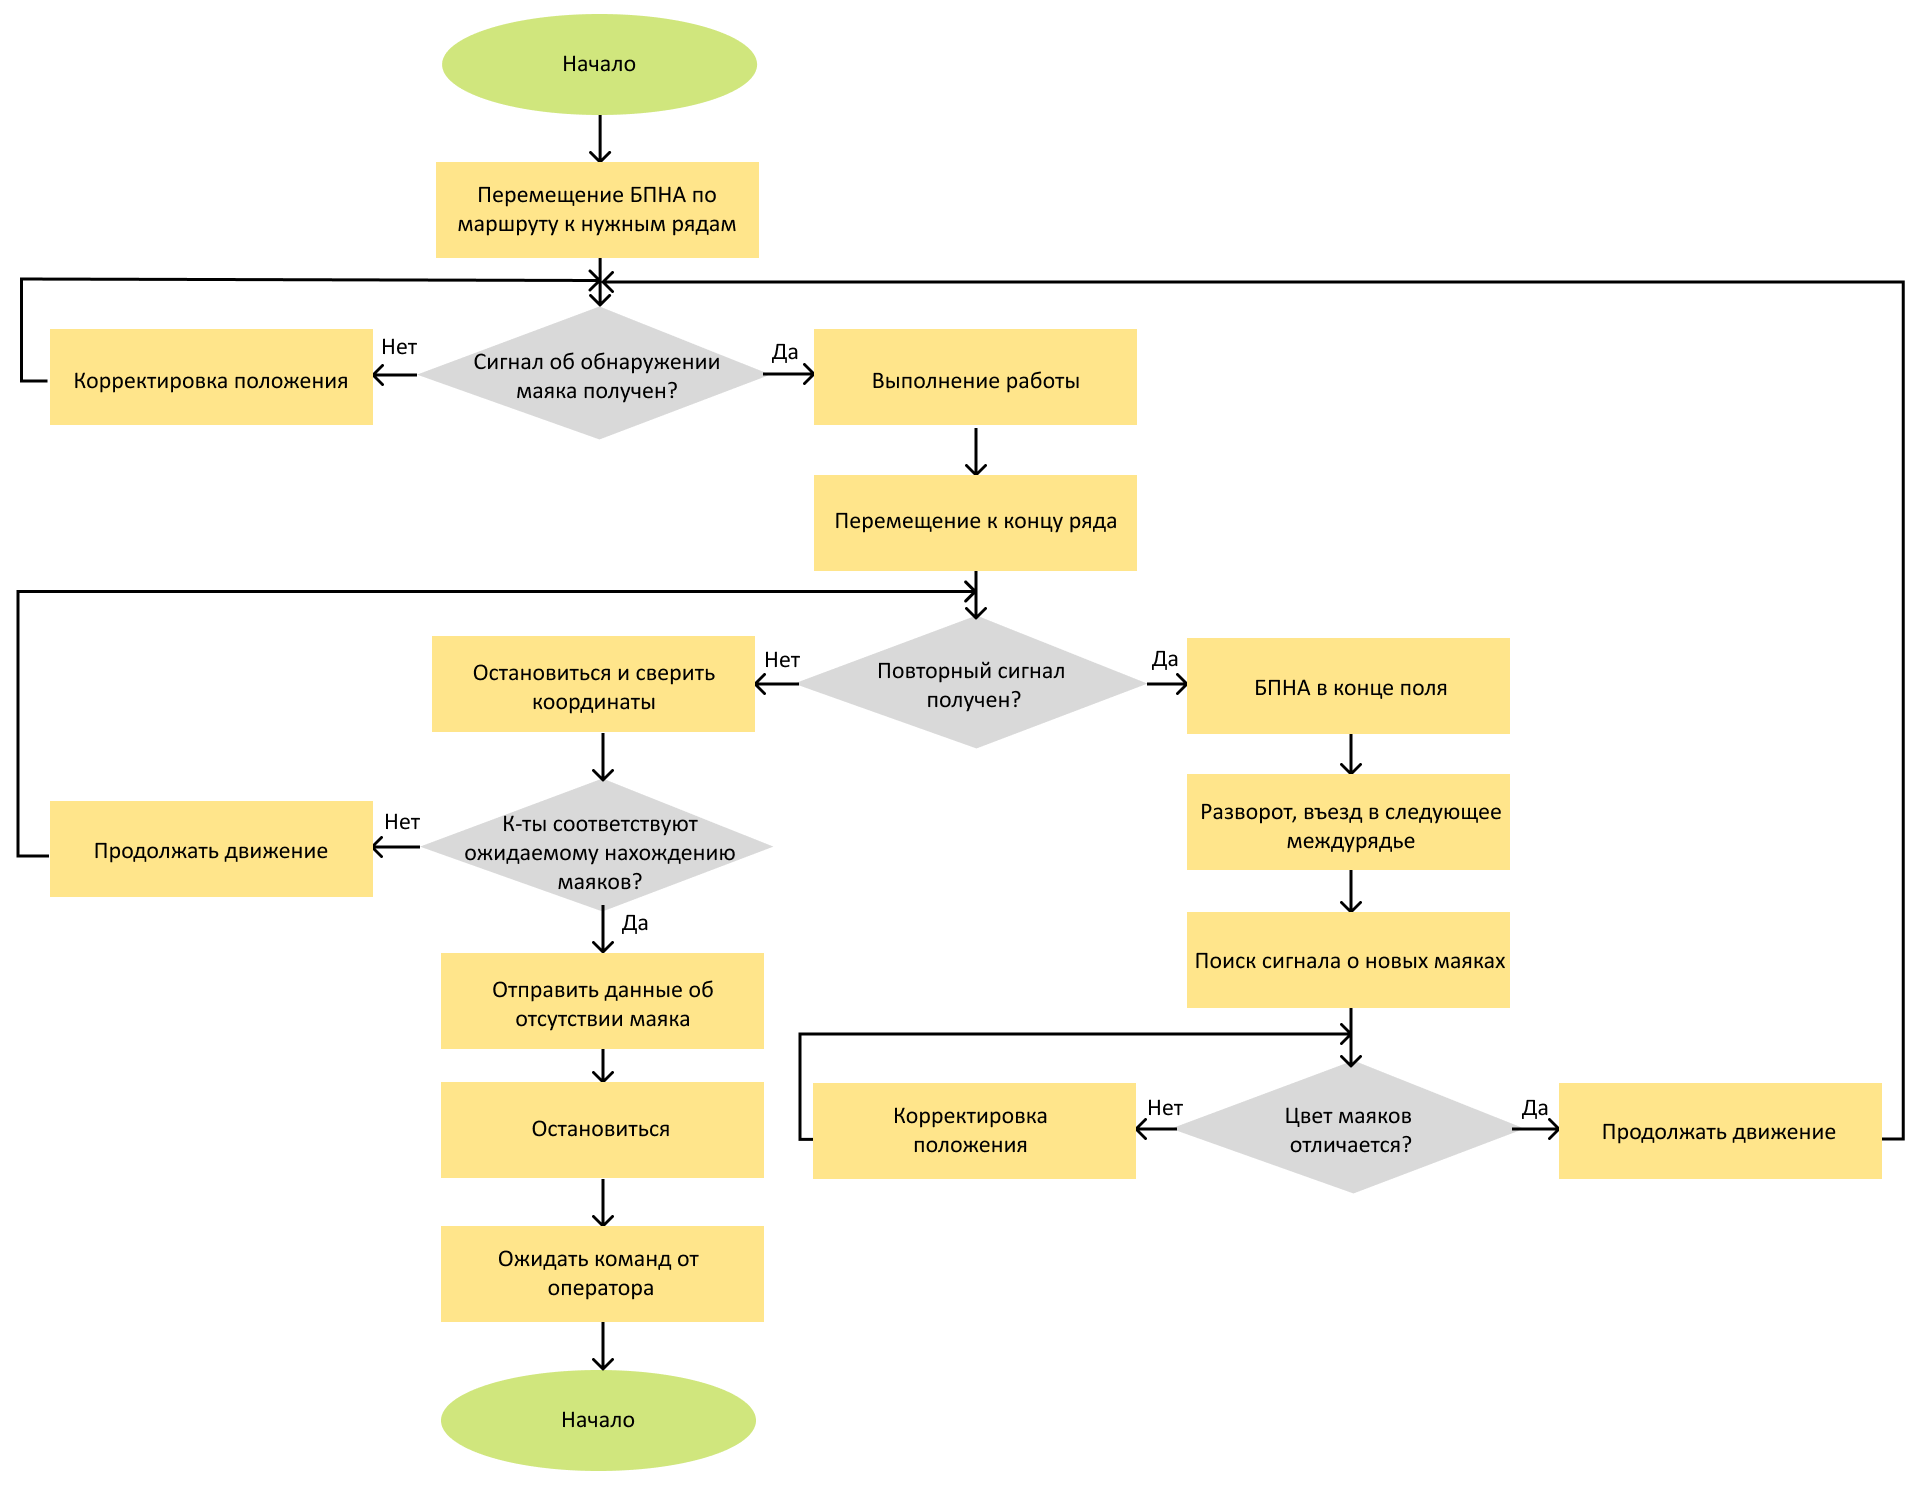 Начало
Перемещение БПНА по
маршруту к нужным рядам
Нет
Сигнал об обнаружении
маяка получен?
Да
Корректировка положения
Выполнение работы
Перемещение к концу ряда
Остановиться и сверить
координаты
Нет
Повторный сигнал
получен?
Да
БПНА в конце поля
Продолжать движение
Нет
К-ты соответствуют
ожидаемому нахождению
маяков?
Да
Разворот, въезд в следующее
междурядье
Поиск сигнала о новых маяках
Отправить данные об
отсутствии маяка
Остановиться
Корректировка
положения
Нет
Цвет маяков
отличается?
Да
Продолжать движение
Ожидать команд от
оператора
Начало